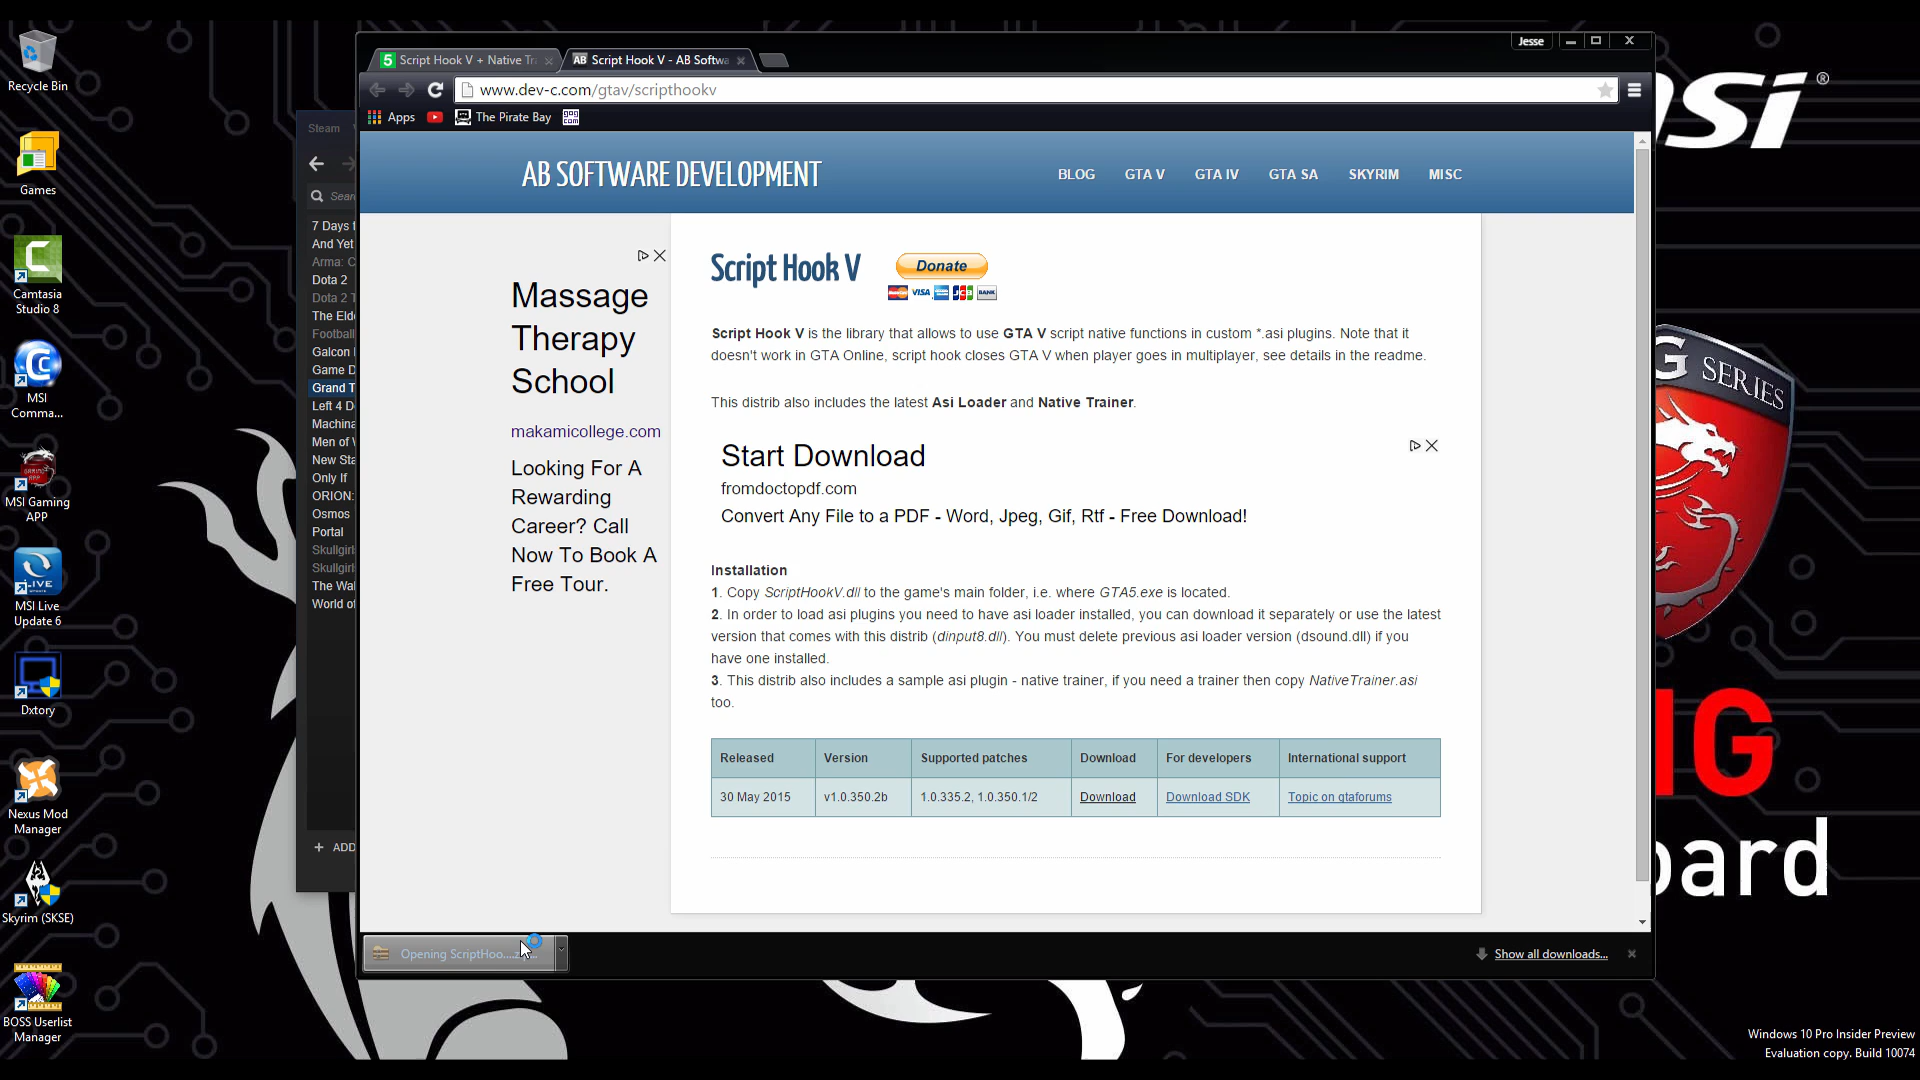 Recycle Bin
Games
Camtasia
Studio 8
MSI
Comma...
MSI Gaming
APP
MSI Live
Update 6
Dxtory
Nexus Mod
Manager
Skyrim (SKSE)
BOSS Userlist
Manager
Steam
7 Days
And Yet
Arma: C
Dota 2
Dota 2 T
The Eld
Football
Galcon
Game D
Grand T
Left 4 D
Machina
Men of
New Sta
Only If
ORION:
Osmos
Portal
Skullgirl
Skullgirl
The Wal
World of
+ ADD
Jesse
Script Hook V + Native Tr
AB Script Hook V - AB Softwa
www.dev-c.com/gtav/scripthookv
Apps
The Pirate Bay
AB SOFTWARE DEVELOPMENT
BLOG GTA V GTA IV GTA SA SKYRIM MISC
Massage
Therapy
School
makamicollege.com
Looking For A
Rewarding
Career? Call
Now To Book A
Free Tour.
Script Hook V
Donate
VISA
JCB
BANK
Script Hook V is the library that allows to use GTA V script native functions in custom *.asi plugins. Note that it
doesn't work in GTA Online, script hook closes GTA V when player goes in multiplayer, see details in the readme.
This distrib also includes the latest Asi Loader and Native Trainer.
Start Download
fromdoctopdf.com
Convert Any File to a PDF - Word, Jpeg, Gif, Rtf - Free Download!
Installation
1. Copy ScriptHookV.dll to the game's main folder, i.e. where GTA5.exe is located.
2. In order to load asi plugins you need to have asi loader installed, you can download it separately or use the latest
version that comes with this distrib (dinput8.dll). You must delete previous asi loader version (dsound.dll) if you
have one installed.
3. This distrib also includes a sample asi plugin - native trainer, if you need a trainer then copy NativeTrainer.asi
too.
Released Version Supported patches Download For developers International support
30 May 2015 v1.0.350.2b 1.0.335.2, 1.0.350.1/2 Download Download SDK Topic on gtaforums
Opening ScriptHoo....
Show all downloads...
msi®
G SERIES
IG
oard
Windows 10 Pro Insider Preview
Evaluation copy. Build 10074